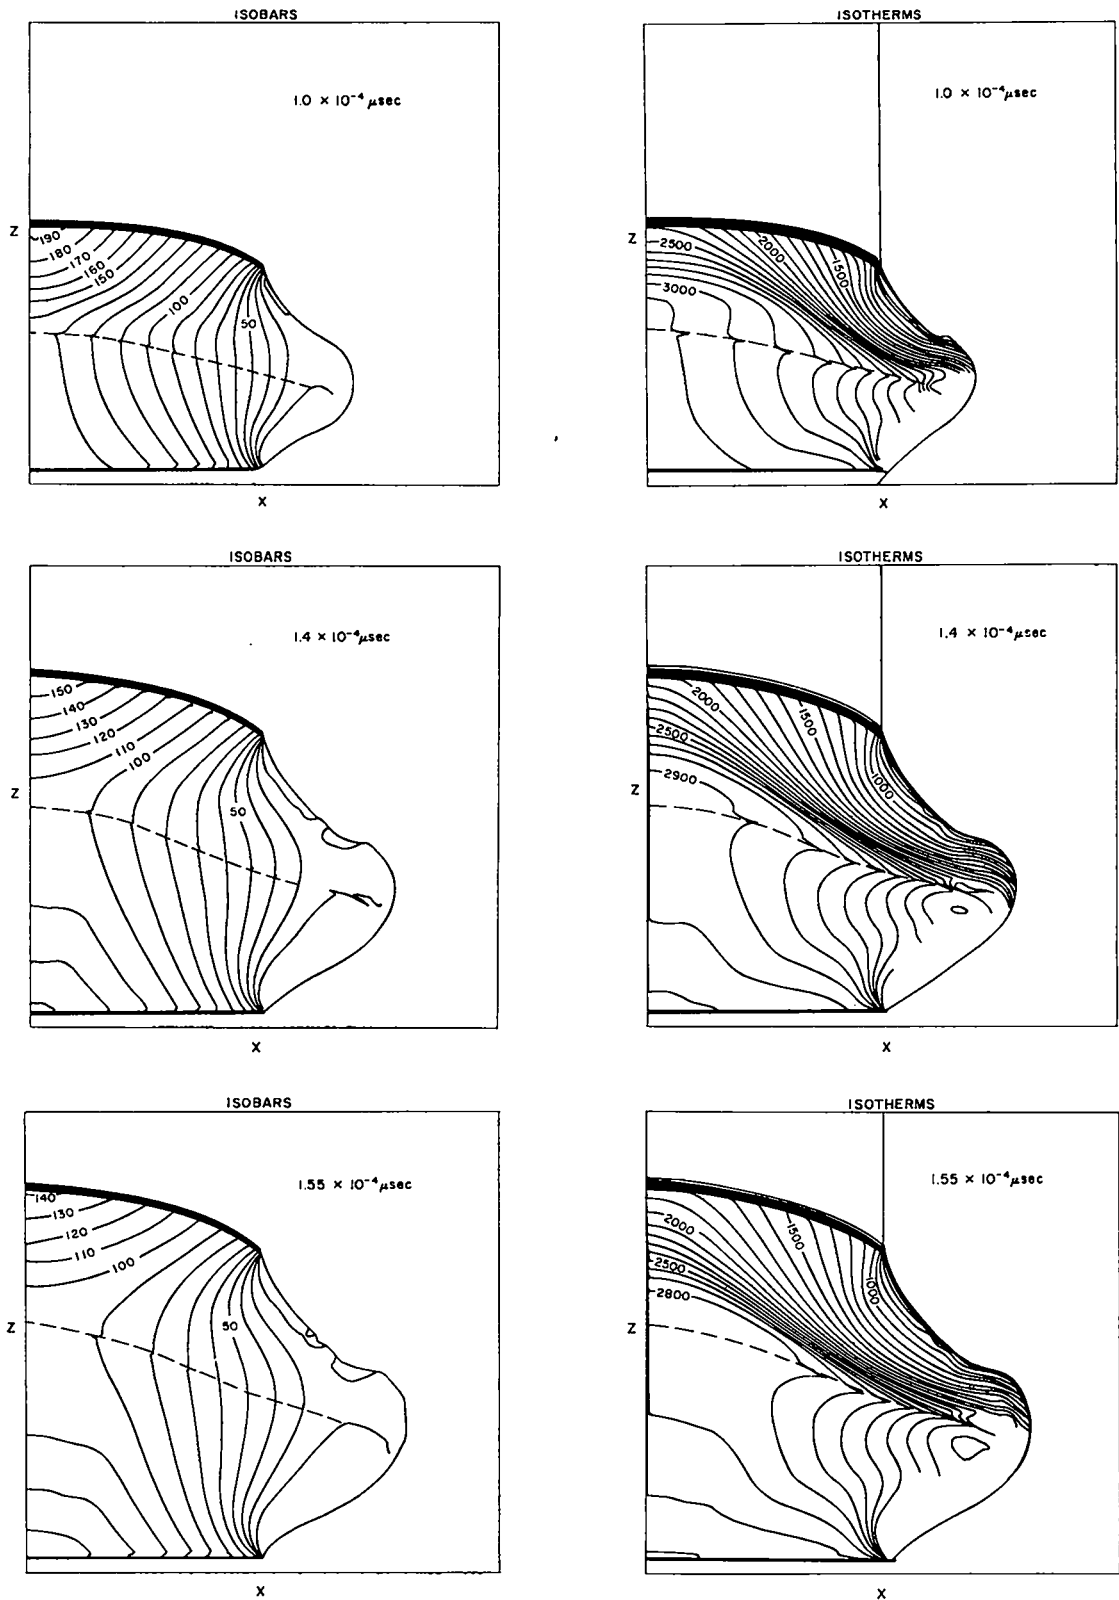 ISOBARS
1.0 × 10⁻⁴ μsec
Z
190
180
170
160
150
100
50
X
ISOTHERMS
1.0 × 10⁻⁴ μsec
Z
2500
2000
1500
3000
X
ISOBARS
1.4 × 10⁻⁴ μsec
Z
150
140
130
120
110
100
50
X
ISOTHERMS
1.4 × 10⁻⁴ μsec
Z
2000
1500
2500
2900
1000
X
ISOBARS
1.55 × 10⁻⁴ μsec
Z
140
130
120
110
100
50
X
ISOTHERMS
1.55 × 10⁻⁴ μsec
Z
2000
1500
2500
2800
1000
X